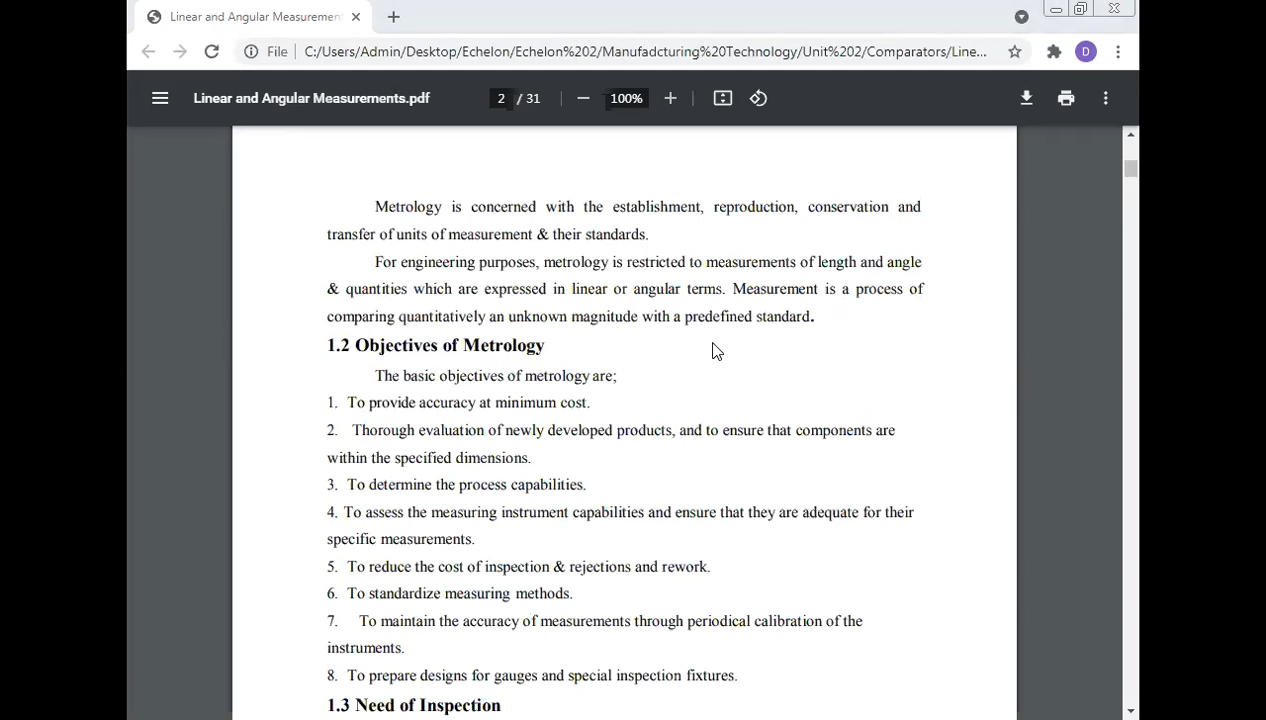 Linear and Angular Measurement
File
C:/Users/Admin/Desktop/Echelon/Echelon%202/Manufadcturing%20Technology/Unit%202/Comparators/Line...
D
Linear and Angular Measurements.pdf
2 / 31
100%
Metrology is concerned with the establishment, reproduction, conservation and
transfer of units of measurement & their standards.
For engineering purposes, metrology is restricted to measurements of length and angle
& quantities which are expressed in linear or angular terms. Measurement is a process of
comparing quantitatively an unknown magnitude with a predefined standard.
1.2 Objectives of Metrology
The basic objectives of metrology are;
1. To provide accuracy at minimum cost.
2. Thorough evaluation of newly developed products, and to ensure that components are
within the specified dimensions.
3. To determine the process capabilities.
4. To assess the measuring instrument capabilities and ensure that they are adequate for their
specific measurements.
5. To reduce the cost of inspection & rejections and rework.
6. To standardize measuring methods.
7. To maintain the accuracy of measurements through periodical calibration of the
instruments.
8. To prepare designs for gauges and special inspection fixtures.
1.3 Need of Inspection